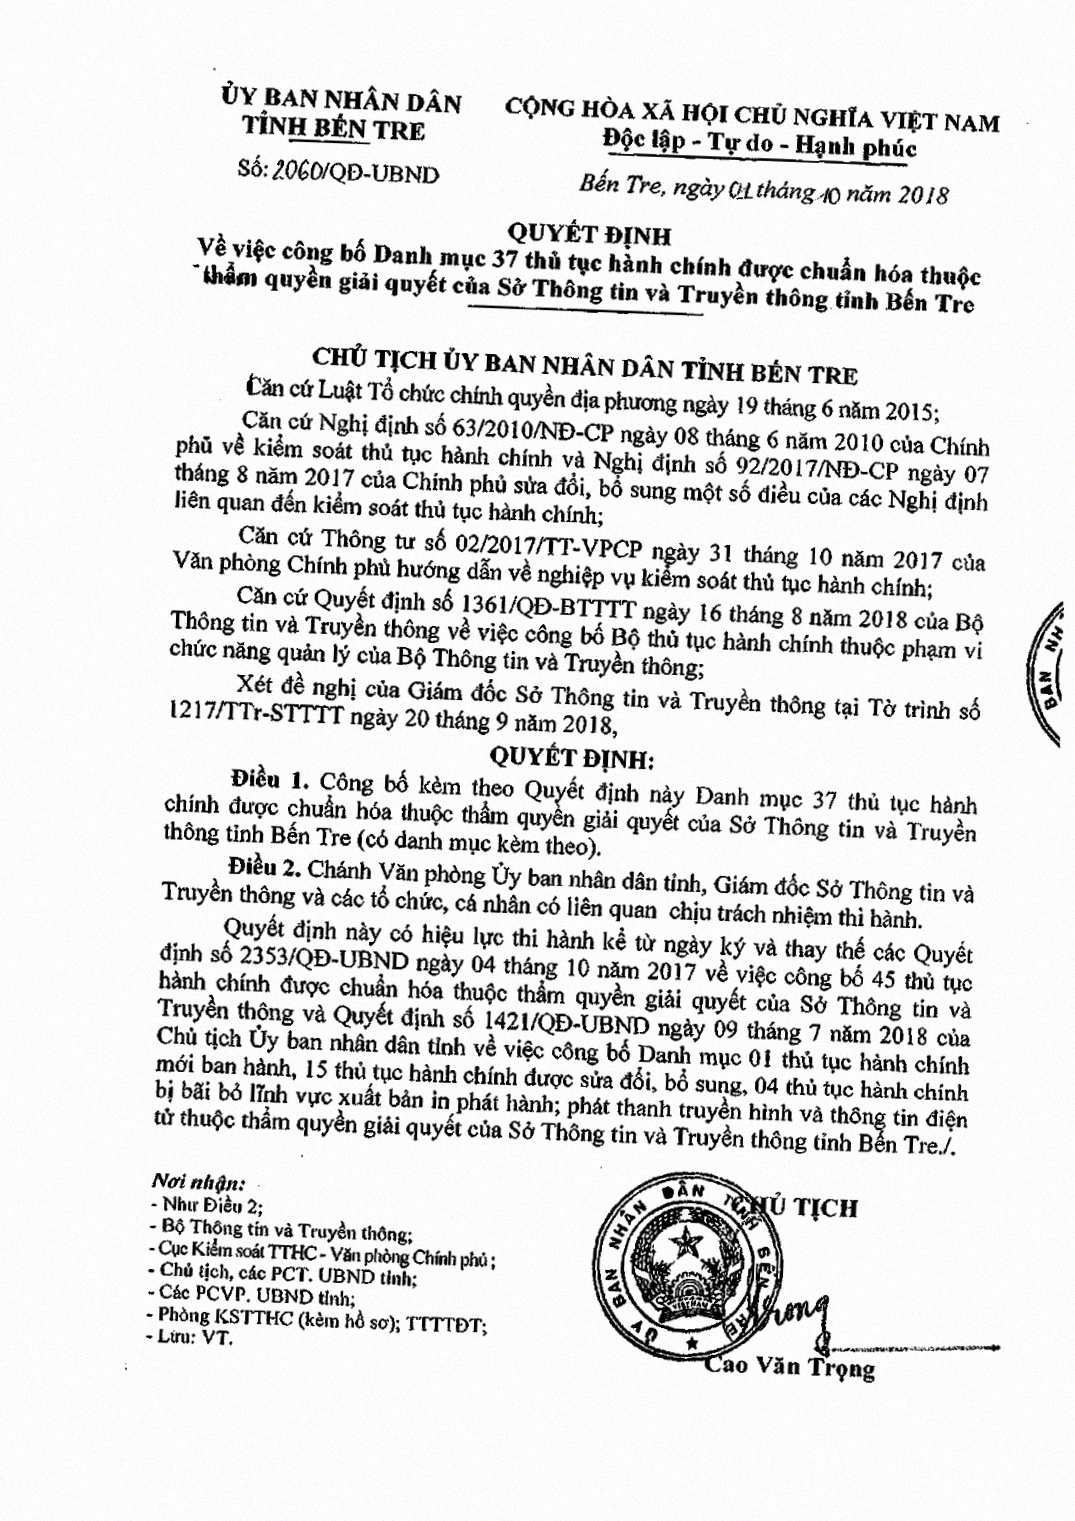 ỦY BAN NHÂN DÂN
TỈNH BẾN TRE
Số: 2060/QĐ-UBND
CỘNG HÒA XÃ HỘI CHỦ NGHĨA VIỆT NAM
Độc lập - Tự do - Hạnh phúc
Bến Tre, ngày 01 tháng 10 năm 2018
QUYẾT ĐỊNH
Về việc công bố Danh mục 37 thủ tục hành chính được chuẩn hóa thuộc
thẩm quyền giải quyết của Sở Thông tin và Truyền thông tỉnh Bến Tre
CHỦ TỊCH ỦY BAN NHÂN DÂN TỈNH BẾN TRE
Căn cứ Luật Tổ chức chính quyền địa phương ngày 19 tháng 6 năm 2015;
Căn cứ Nghị định số 63/2010/NĐ-CP ngày 08 tháng 6 năm 2010 của Chính
phủ về kiểm soát thủ tục hành chính và Nghị định số 92/2017/NĐ-CP ngày 07
tháng 8 năm 2017 của Chính phủ sửa đổi, bổ sung một số điều của các Nghị định
liên quan đến kiểm soát thủ tục hành chính;
Căn cứ Thông tư số 02/2017/TT-VPCP ngày 31 tháng 10 năm 2017 của
Văn phòng Chính phủ hướng dẫn về nghiệp vụ kiểm soát thủ tục hành chính;
Căn cứ Quyết định số 1361/QĐ-BTTTT ngày 16 tháng 8 năm 2018 của Bộ
Thông tin và Truyền thông về việc công bố Bộ thủ tục hành chính thuộc phạm vi
chức năng quản lý của Bộ Thông tin và Truyền thông;
Xét đề nghị của Giám đốc Sở Thông tin và Truyền thông tại Tờ trình số
1217/TTr-STTTT ngày 20 tháng 9 năm 2018,
QUYẾT ĐỊNH:
Điều 1. Công bố kèm theo Quyết định này Danh mục 37 thủ tục hành
chính được chuẩn hóa thuộc thẩm quyền giải quyết của Sở Thông tin và Truyền
thông tỉnh Bến Tre (có danh mục kèm theo).
Điều 2. Chánh Văn phòng Ủy ban nhân dân tỉnh, Giám đốc Sở Thông tin và
Truyền thông và các tổ chức, cá nhân có liên quan chịu trách nhiệm thi hành.
Quyết định này có hiệu lực thi hành kể từ ngày ký và thay thế các Quyết
định số 2353/QĐ-UBND ngày 04 tháng 10 năm 2017 về việc công bố 45 thủ tục
hành chính được chuẩn hóa thuộc thẩm quyền giải quyết của Sở Thông tin và
Truyền thông và Quyết định số 1421/QĐ-UBND ngày 09 tháng 7 năm 2018 của
Chủ tịch Ủy ban nhân dân tỉnh về việc công bố Danh mục 01 thủ tục hành chính
mới ban hành, 15 thủ tục hành chính được sửa đổi, bổ sung, 04 thủ tục hành chính
bị bãi bỏ lĩnh vực xuất bản in phát hành; phát thanh truyền hình và thông tin điện
tử thuộc thẩm quyền giải quyết của Sở Thông tin và Truyền thông tỉnh Bến Tre./.
Nơi nhận:
- Như Điều 2;
- Bộ Thông tin và Truyền thông;
- Cục Kiểm soát TTHC - Văn phòng Chính phủ;
- Chủ tịch, các PCT. UBND tỉnh;
- Các PCVP. UBND tỉnh;
- Phòng KSTTHC (kèm hồ sơ); TTTTĐT;
- Lưu: VT.
CHỦ TỊCH
ỦY BAN NHÂN DÂN TỈNH BẾN TRE
VIỆT NAM
Trọng
Cao Văn Trọng
BAN NH